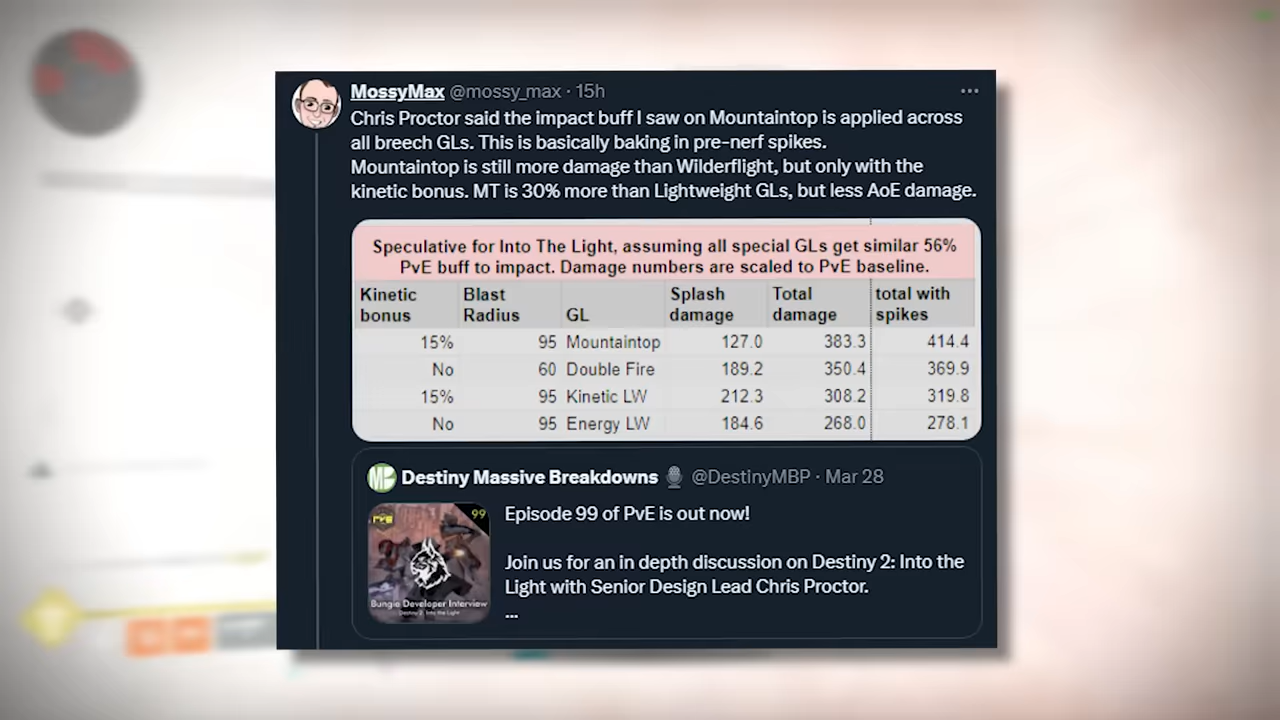 MossyMax @mossy_max · 15h
Chris Proctor said the impact buff I saw on Mountaintop is applied across
all breech GLs. This is basically baking in pre-nerf spikes.
Mountaintop is still more damage than Wilderflight, but only with the
kinetic bonus. MT is 30% more than Lightweight GLs, but less AoE damage.
Speculative for Into The Light, assuming all special GLs get similar 56%
PvE buff to impact. Damage numbers are scaled to PvE baseline.
Kinetic bonus Blast Radius GL Splash damage Total damage total with spikes
15% 95 Mountaintop 127.0 383.3 414.4
No 60 Double Fire 189.2 350.4 369.9
15% 95 Kinetic LW 212.3 308.2 319.8
No 95 Energy LW 184.6 268.0 278.1
Destiny Massive Breakdowns @DestinyMBP · Mar 28
MP
PvE 99
Bungie Developer Interview
Destiny 2: Into the Light
Episode 99 of PvE is out now!
Join us for an in depth discussion on Destiny 2: Into the
Light with Senior Design Lead Chris Proctor.
...